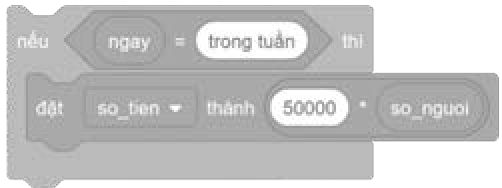 nếu ngay = trong tuần thì
đặt so_tien thành 50000 * so_nguoi